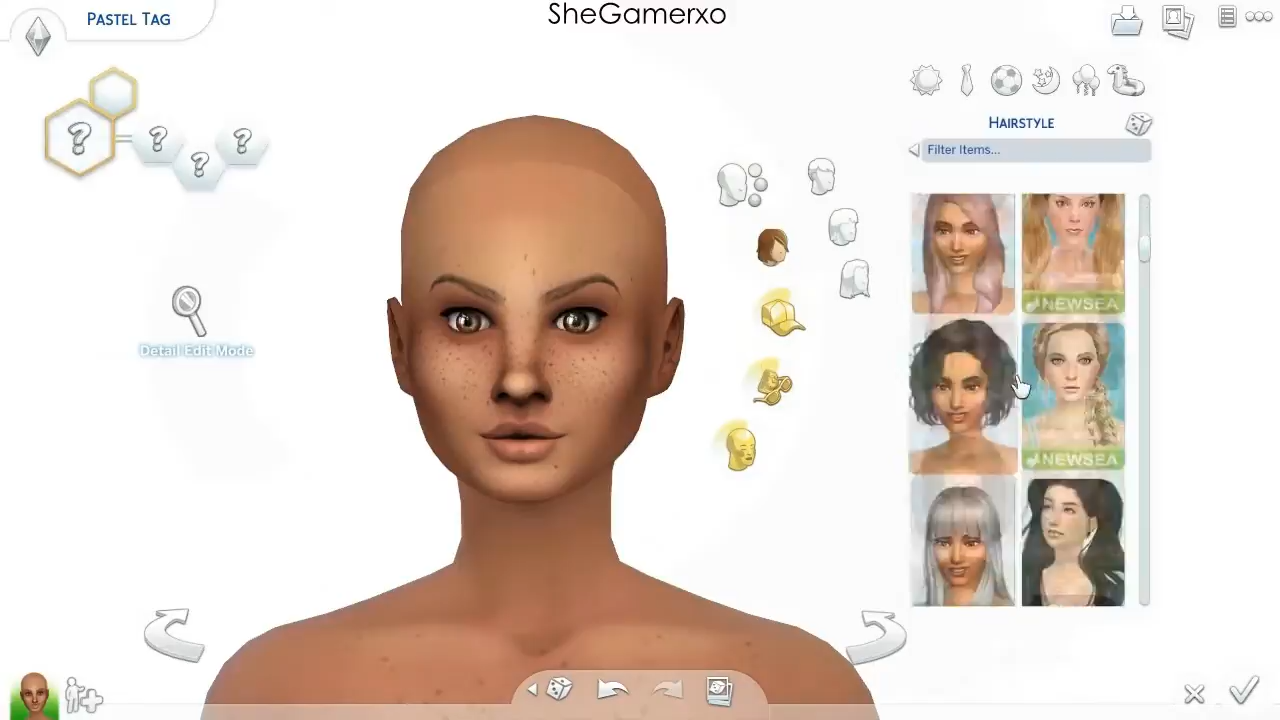 SheGamerxo
PASTEL TAG
HAIRSTYLE
Filter Items...
NEWSEA
Detail Edit Mode
NEWSEA